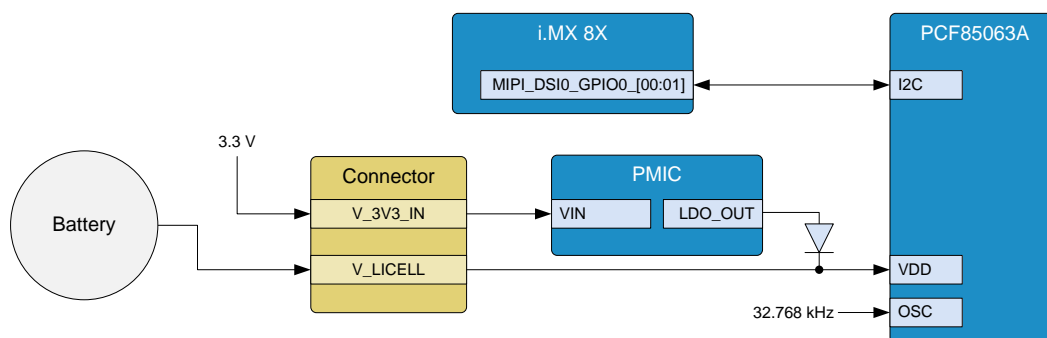 i.MX 8X
PCF85063A
MIPI_DSI0_GPIO0_[00:01]
I2C
3.3 V
Connector
PMIC
Battery
V_3V3_IN
VIN
LDO_OUT
V_LICELL
VDD
32.768 kHz
OSC